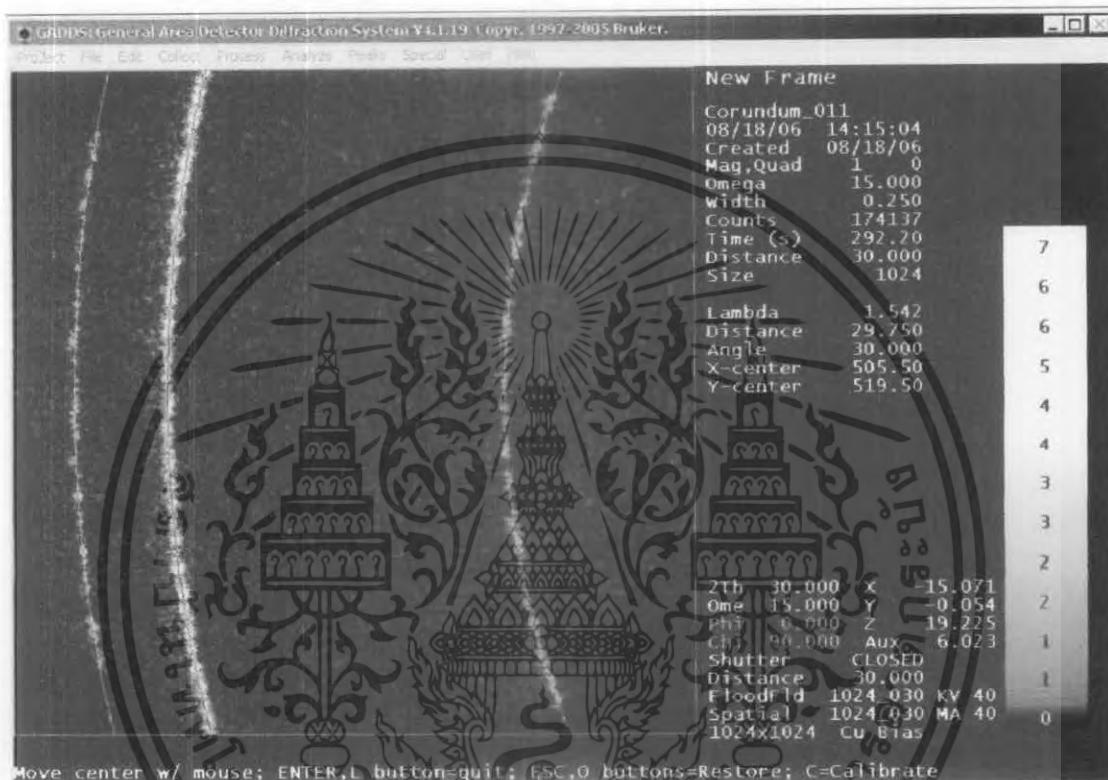 GADDS: General Area Detector Diffraction System V4.1.19 Copyr. 1997-2005 Bruker.
Project File Edit Collect Process Analyze Peaks Special User Help
New Frame
Corundum_011
08/18/06 14:15:04
Created 08/18/06
Mag.Quad 1 0
Omega 15.000
Width 0.250
Counts 174137
Time (s) 292.20
Distance 30.000
Size 1024
Lambda 1.542
Distance 29.750
Angle 30.000
X-center 505.50
Y-center 519.50
7
6
6
5
4
4
3
3
2
2
1
1
0
2Th 30.000 X -15.071
Ome 15.000 Y -0.054
Phi 0.000 Z 19.225
Chi 90.000 Aux 6.023
Shutter CLOSED
Distance 30.000
FloodFld 1024_030 KV 40
Spatial 1024_030 MA 40
1024x1024 Cu Bias
Move center w/ mouse; ENTER,L button=quit; ESC,O buttons=Restore; C=Calibrate